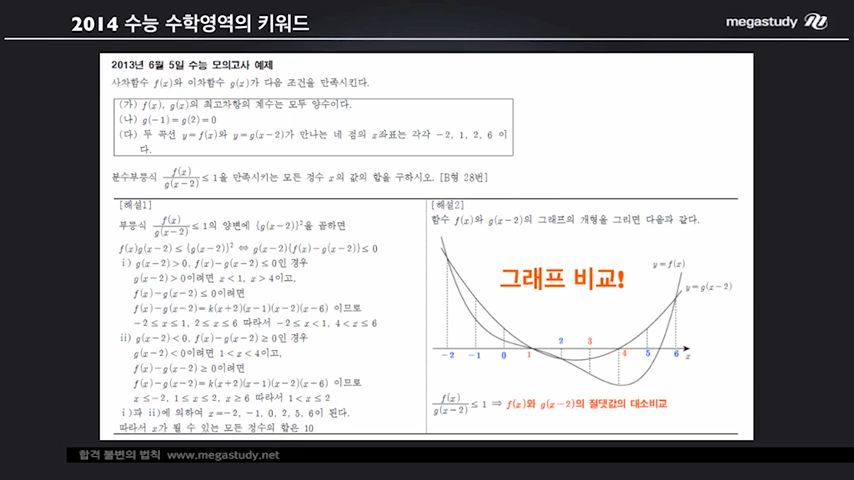 2014 수능 수학영역의 키워드
megastudy
2013년 6월 5일 수능 모의고사 예제
사차함수 f(x)와 이차함수 g(x)가 다음 조건을 만족시킨다.
(가) f(x), g(x)의 최고차항의 계수는 모두 양수이다.
(나) g(-1)=g(2)=0
(다) 두 곡선 y=f(x)와 y=g(x-2)가 만나는 네 점의 x좌표는 각각 -2, 1, 2, 6 이
다.
분수부등식 f(x)/g(x-2) ≤ 1을 만족시키는 모든 정수 x의 값의 합을 구하시오. [B형 28번]
[해설1]
부등식 f(x)/g(x-2) ≤ 1의 양변에 {g(x-2)}²을 곱하면
f(x)g(x-2) ≤ {g(x-2)}² ⇔ g(x-2){f(x)-g(x-2)} ≤ 0
i) g(x-2)>0, f(x)-g(x-2)≤0인 경우
g(x-2)>0이려면 x<1, x>4이고,
f(x)-g(x-2)≤0이려면
f(x)-g(x-2)=k(x+2)(x-1)(x-2)(x-6) 이므로
-2≤x≤1, 2≤x≤6 따라서 -2≤x<1, 4<x≤6
ii) g(x-2)<0, f(x)-g(x-2)≥0인 경우
g(x-2)<0이려면 1<x<4이고,
f(x)-g(x-2)≥0이려면
f(x)-g(x-2)=k(x+2)(x-1)(x-2)(x-6) 이므로
x≤-2, 1≤x≤2, x≥6 따라서 1<x≤2
i)과 ii)에 의하여 x=-2, -1, 0, 2, 5, 6이 된다.
따라서 x가 될 수 있는 모든 정수의 합은 10
[해설2]
함수 f(x)와 g(x-2)의 그래프의 개형을 그리면 다음과 같다.
그래프 비교!
y=f(x)
y=g(x-2)
-2 -1 0 1 2 3 4 5 6 x
f(x)/g(x-2) ≤ 1 ⇒ f(x)와 g(x-2)의 절댓값의 대소비교
합격 불변의 법칙 www.megastudy.net